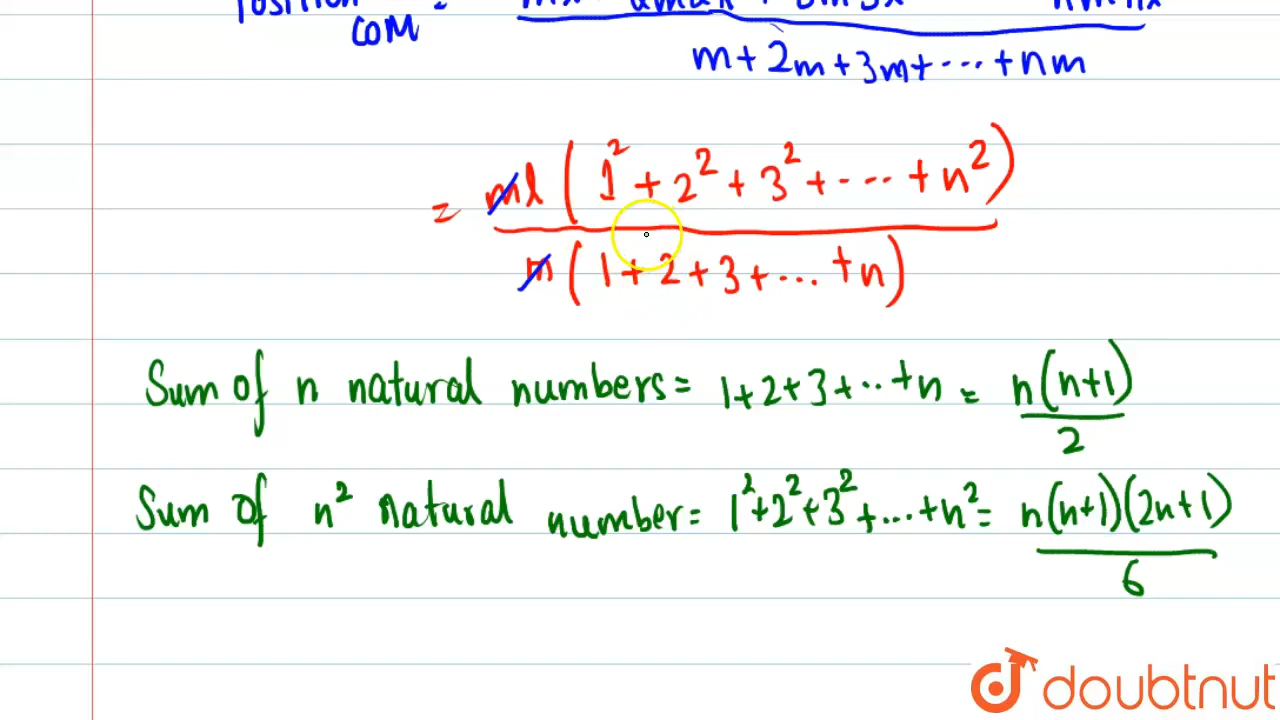 Position =
COM
m + 2m + 3m + ... + nm
= ml ( 1² + 2² + 3² + ... + n² )
m ( 1 + 2 + 3 + ... + n )
Sum of n natural numbers = 1+2+3+...+n = n(n+1)
2
Sum of n² natural number = 1²+2²+3²+...+n² = n(n+1)(2n+1)
6
doubtnut